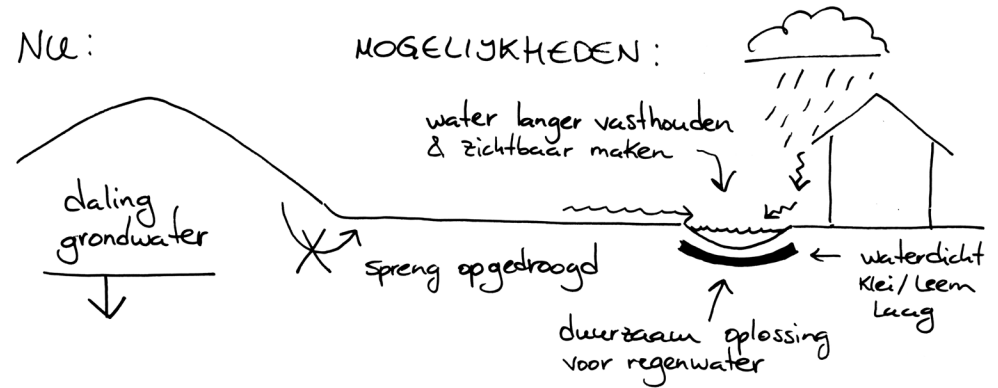 NU:
MOGELIJKHEDEN:
water langer vasthouden
& zichtbaar maken
daling
grondwater
spreng opgedroogd
waterdicht
Klei/Leem
Laag
duurzaam oplossing
voor regenwater